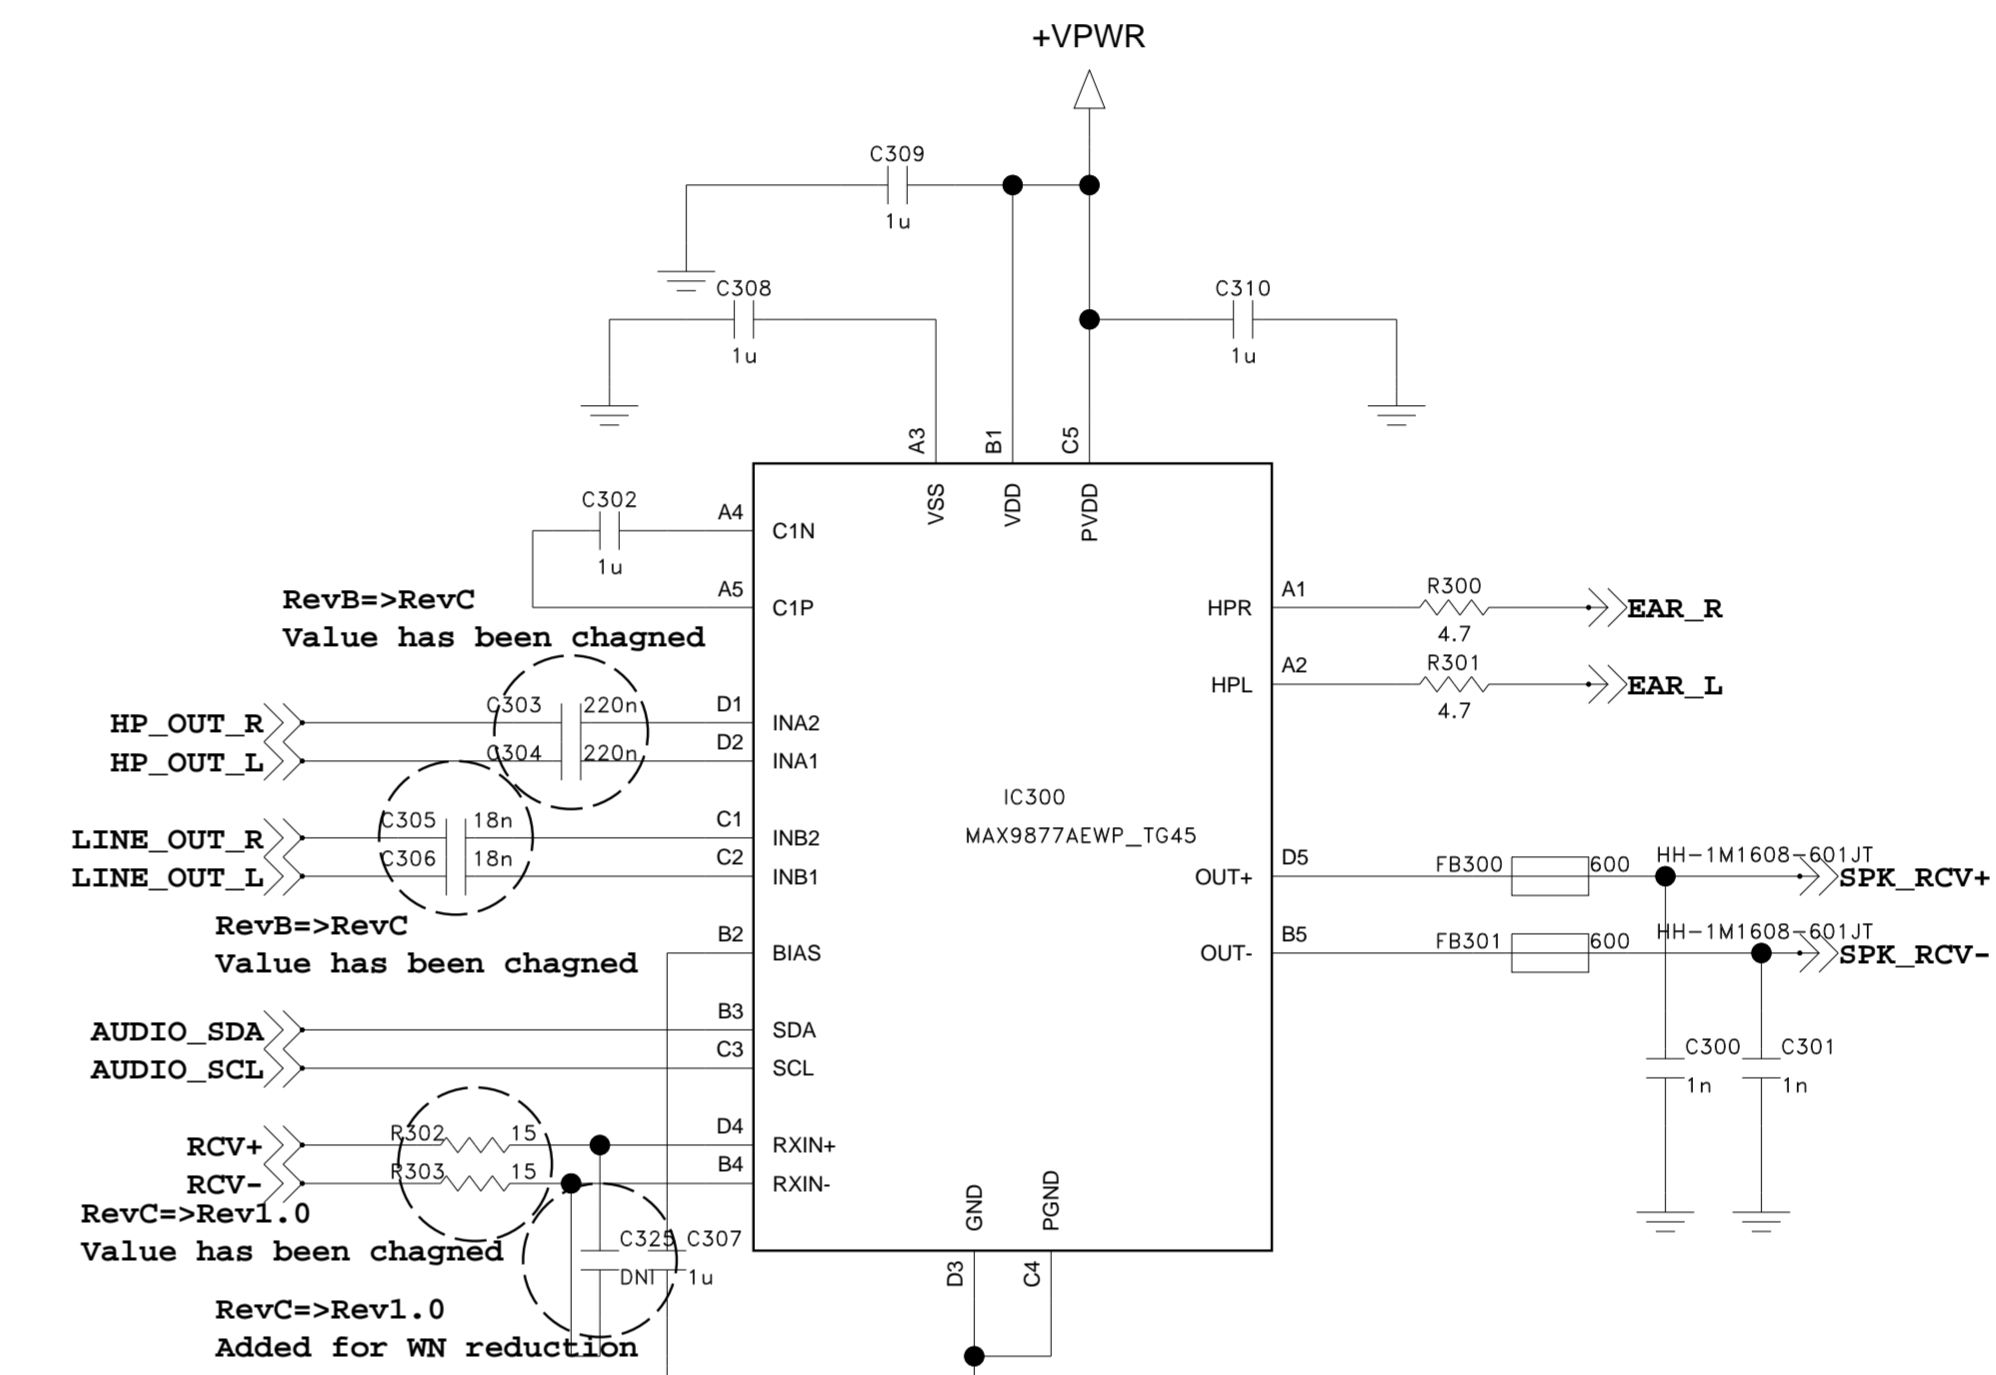 +VPWR
C309
1u
C308
1u
C310
1u
A3
B1
C5
VSS
VDD
PVDD
C302
1u
A4
C1N
A5
C1P
RevB=>RevC
Value has been chagned
HPR
A1
R300
4.7
EAR_R
HPL
A2
R301
4.7
EAR_L
HP_OUT_R
C303
220n
D1
INA2
HP_OUT_L
C304
220n
D2
INA1
IC300
MAX9877AEWP_TG45
LINE_OUT_R
C305
18n
C1
INB2
LINE_OUT_L
C306
18n
C2
INB1
OUT+
D5
FB300
600
HH-1M1608-601JT
SPK_RCV+
RevB=>RevC
Value has been chagned
B2
BIAS
OUT-
B5
FB301
600
HH-1M1608-601JT
SPK_RCV-
AUDIO_SDA
B3
SDA
AUDIO_SCL
C3
SCL
C300
1n
C301
1n
RCV+
R302
15
D4
RXIN+
RCV-
R303
15
B4
RXIN-
RevC=>Rev1.0
Value has been chagned
C325
DNI
C307
1u
GND
PGND
D3
C4
RevC=>Rev1.0
Added for WN reduction